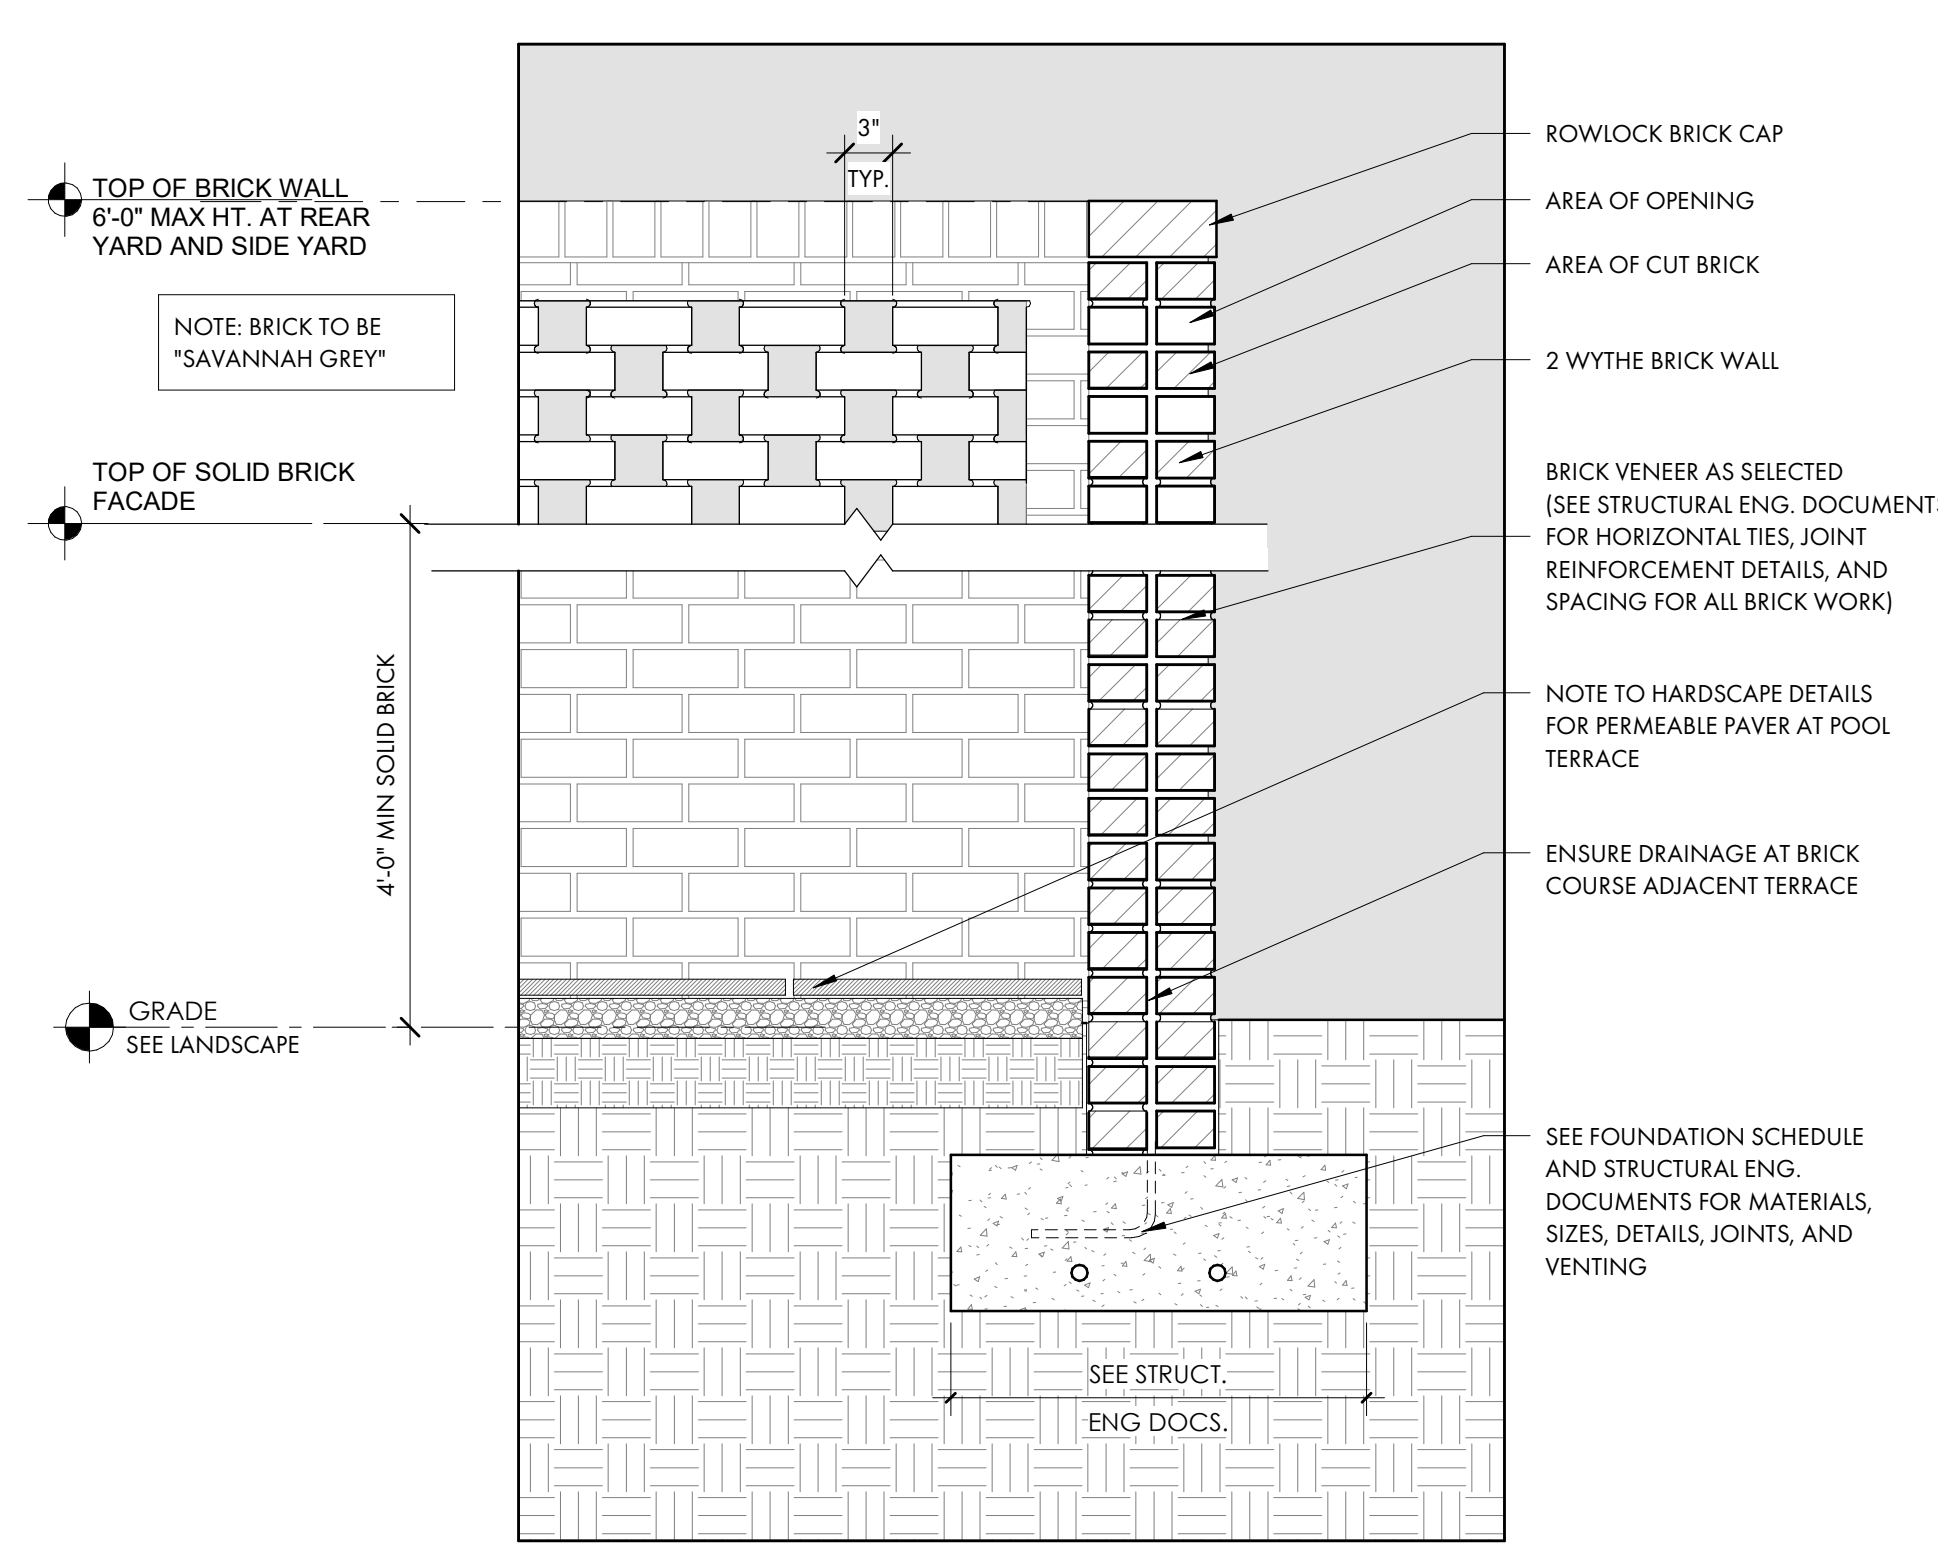 3"
TYP.
TOP OF BRICK WALL
6'-0" MAX HT. AT REAR
YARD AND SIDE YARD
NOTE: BRICK TO BE
"SAVANNAH GREY"
TOP OF SOLID BRICK
FACADE
4'-0" MIN SOLID BRICK
GRADE
SEE LANDSCAPE
ROWLOCK BRICK CAP
AREA OF OPENING
AREA OF CUT BRICK
2 WYTHE BRICK WALL
BRICK VENEER AS SELECTED
(SEE STRUCTURAL ENG. DOCUMENTS
FOR HORIZONTAL TIES, JOINT
REINFORCEMENT DETAILS, AND
SPACING FOR ALL BRICK WORK)
NOTE TO HARDSCAPE DETAILS
FOR PERMEABLE PAVER AT POOL
TERRACE
ENSURE DRAINAGE AT BRICK
COURSE ADJACENT TERRACE
SEE FOUNDATION SCHEDULE
AND STRUCTURAL ENG.
DOCUMENTS FOR MATERIALS,
SIZES, DETAILS, JOINTS, AND
VENTING
SEE STRUCT.
ENG DOCS.